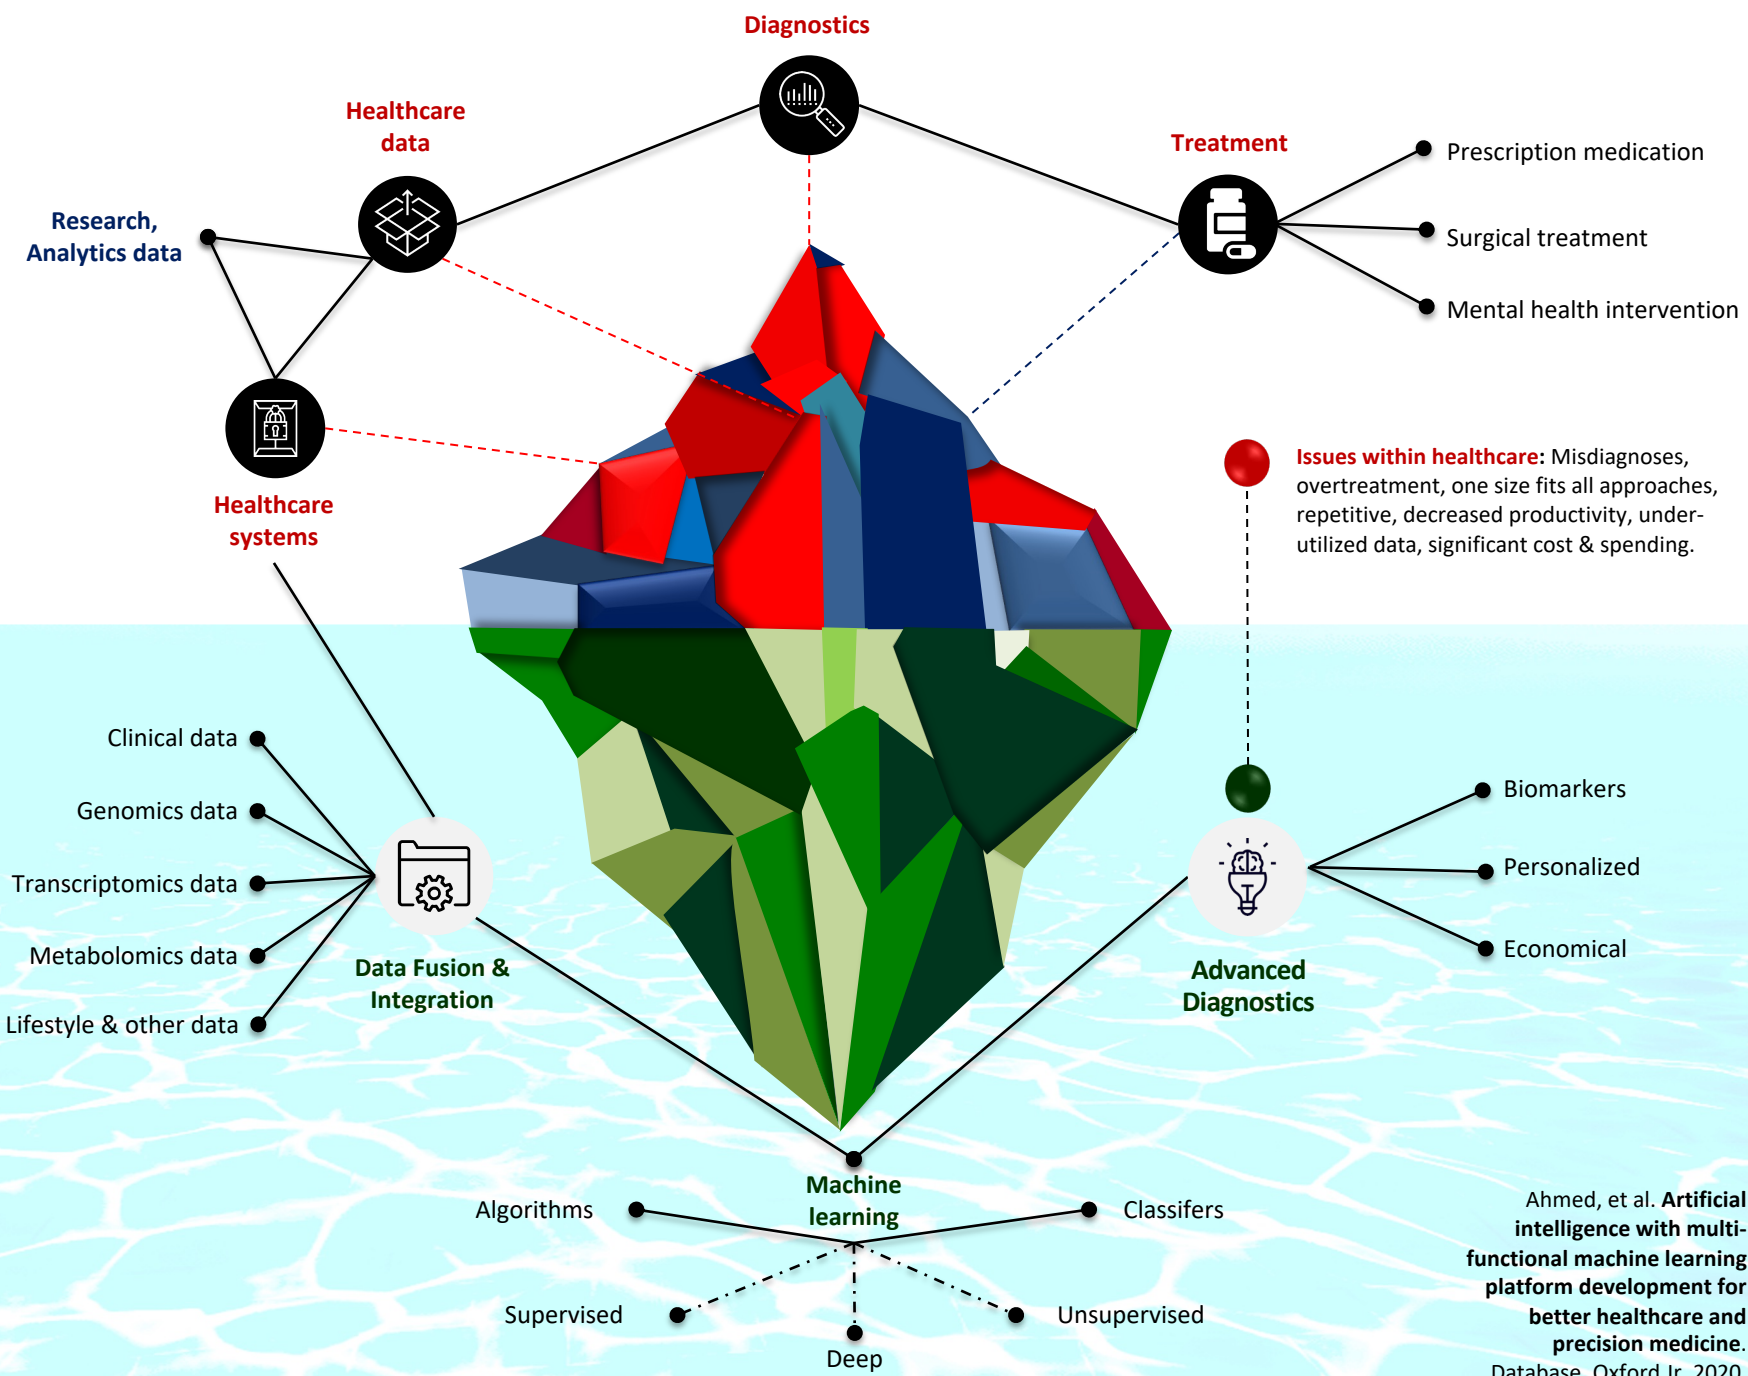 Diagnostics
Healthcare
data
Treatment
Prescription medication
Surgical treatment
Mental health intervention
Research,
Analytics data
Healthcare
systems
Issues within healthcare: Misdiagnoses,
overtreatment, one size fits all approaches,
repetitive, decreased productivity, under-
utilized data, significant cost & spending.
Clinical data
Genomics data
Transcriptomics data
Metabolomics data
Lifestyle & other data
Data Fusion &
Integration
Biomarkers
Personalized
Economical
Advanced
Diagnostics
Machine
learning
Algorithms
Classifers
Supervised
Deep
Unsupervised
Ahmed, et al. Artificial
intelligence with multi-
functional machine learning
platform development for
better healthcare and
precision medicine.
Database, Oxford Jr. 2020.